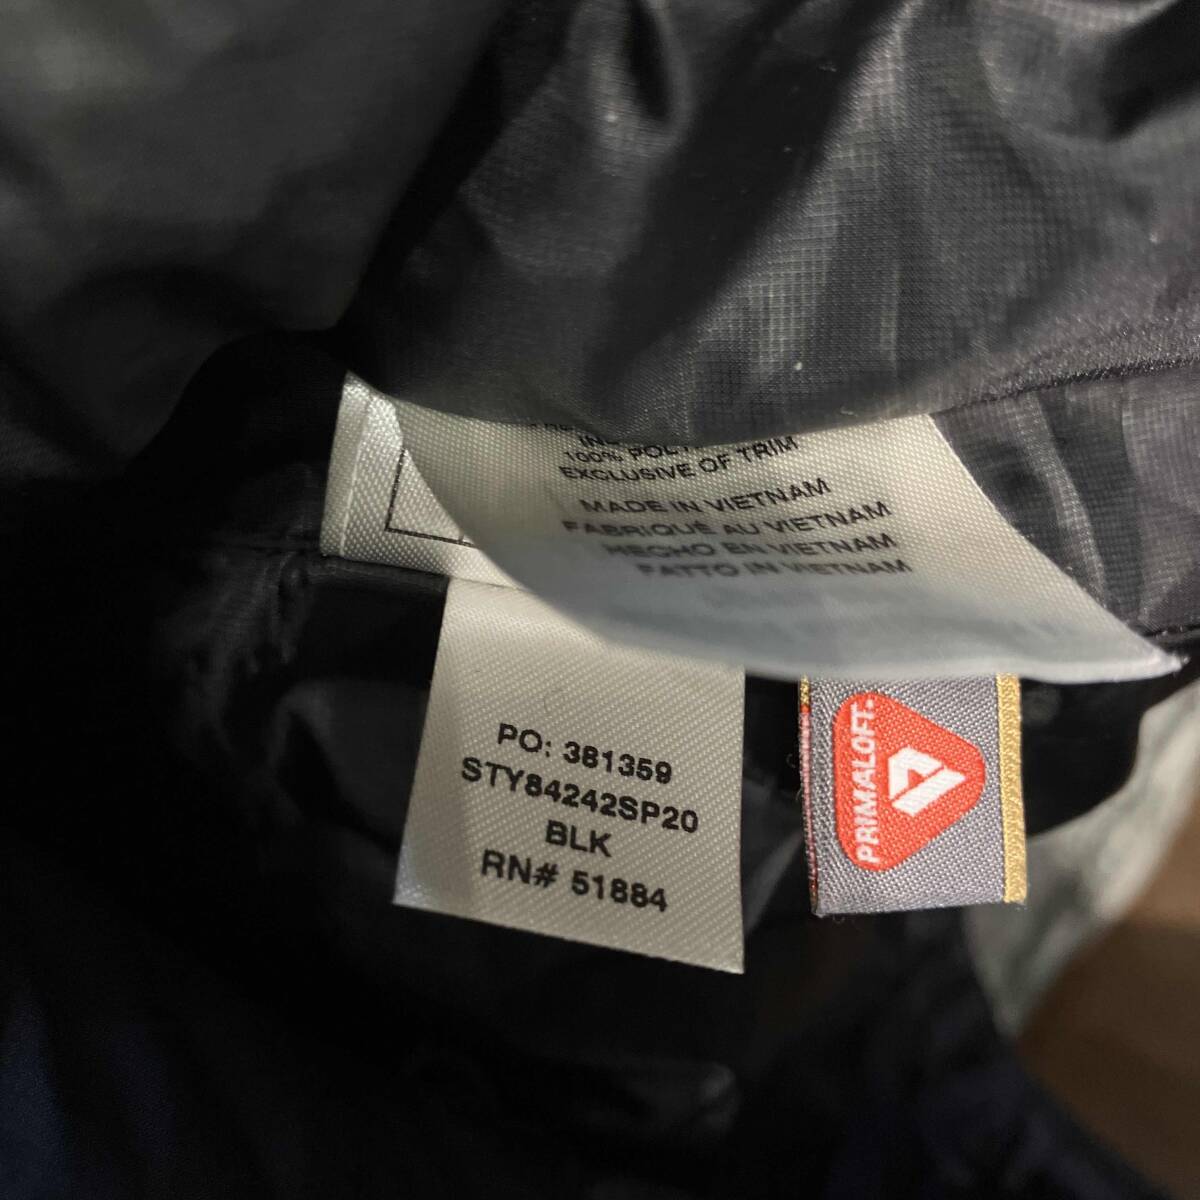 100%
EXCLUSIVE OF TRIM
MADE IN VIETNAM
FABRIQUÉ AU VIETNAM
HECHO EN VIETNAM
FATTO IN VIETNAM
PO: 381359
STY84242SP20
BLK
RN# 51884
PRIMALOFT.